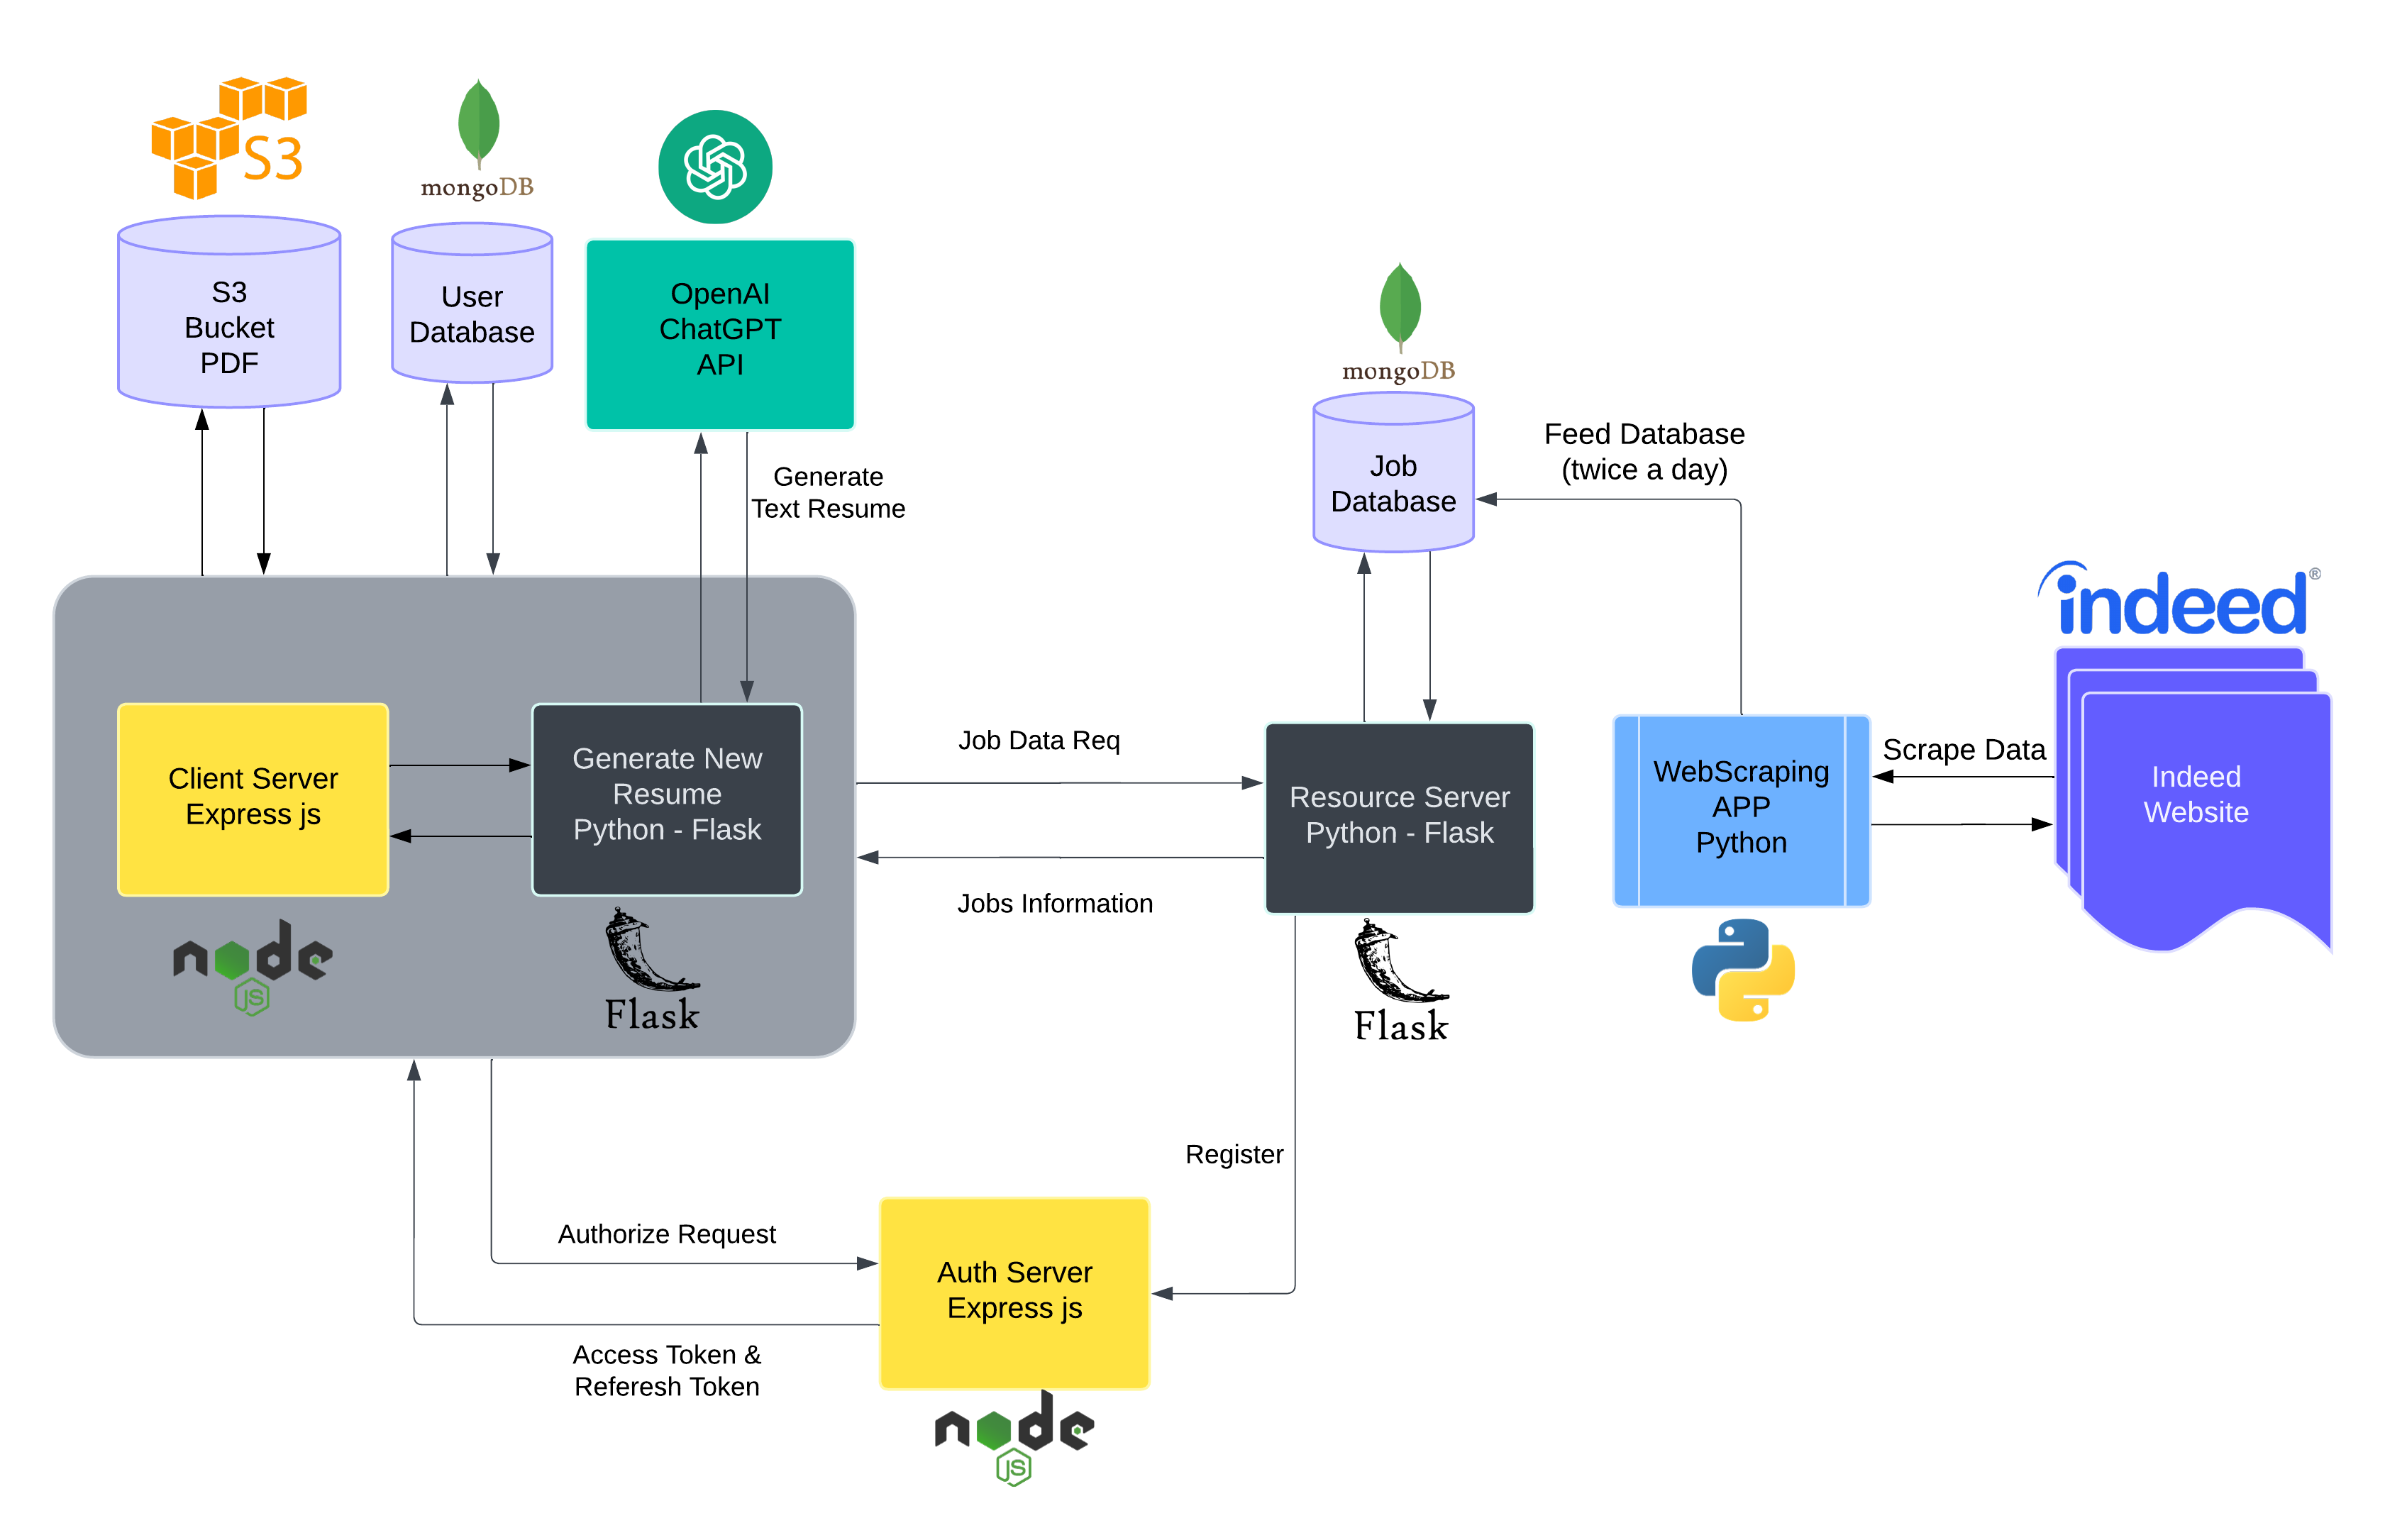 S3
mongoDB
S3
Bucket
PDF
User
Database
OpenAI
ChatGPT
API
Generate
Text Resume
mongoDB
Job
Database
Feed Database
(twice a day)
indeed®
Client Server
Express js
Generate New
Resume
Python - Flask
Job Data Req
Jobs Information
Resource Server
Python - Flask
WebScraping
APP
Python
Scrape Data
Indeed
Website
node
JS
Flask
Flask
Register
Authorize Request
Access Token &
Referesh Token
Auth Server
Express js
node
JS